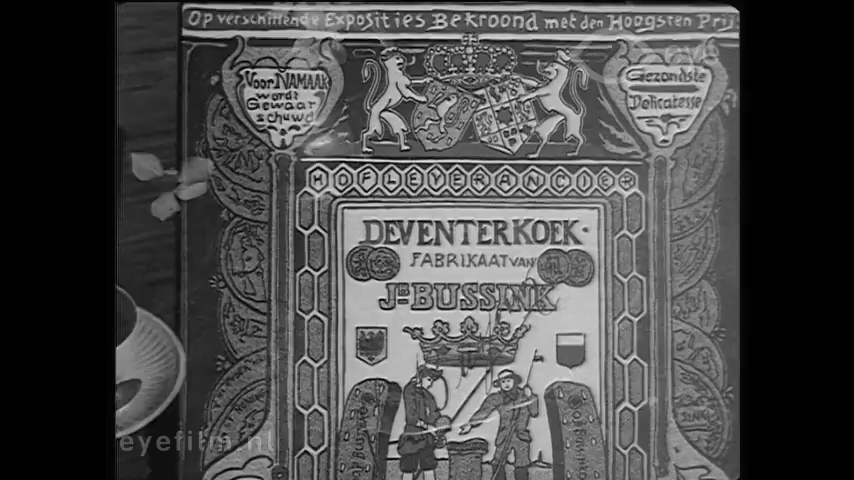 Op verschillende Exposities Bekroond met den Hoogsten Prijs
Voor NAMAAK
wordt
Gewaar
schuwd
Gezondste
Delicatesse
HOFLEVERANCIER
DEVENTERKOEK.
FABRIKAAT VAN
JB BUSSINK
eyefilm.nl